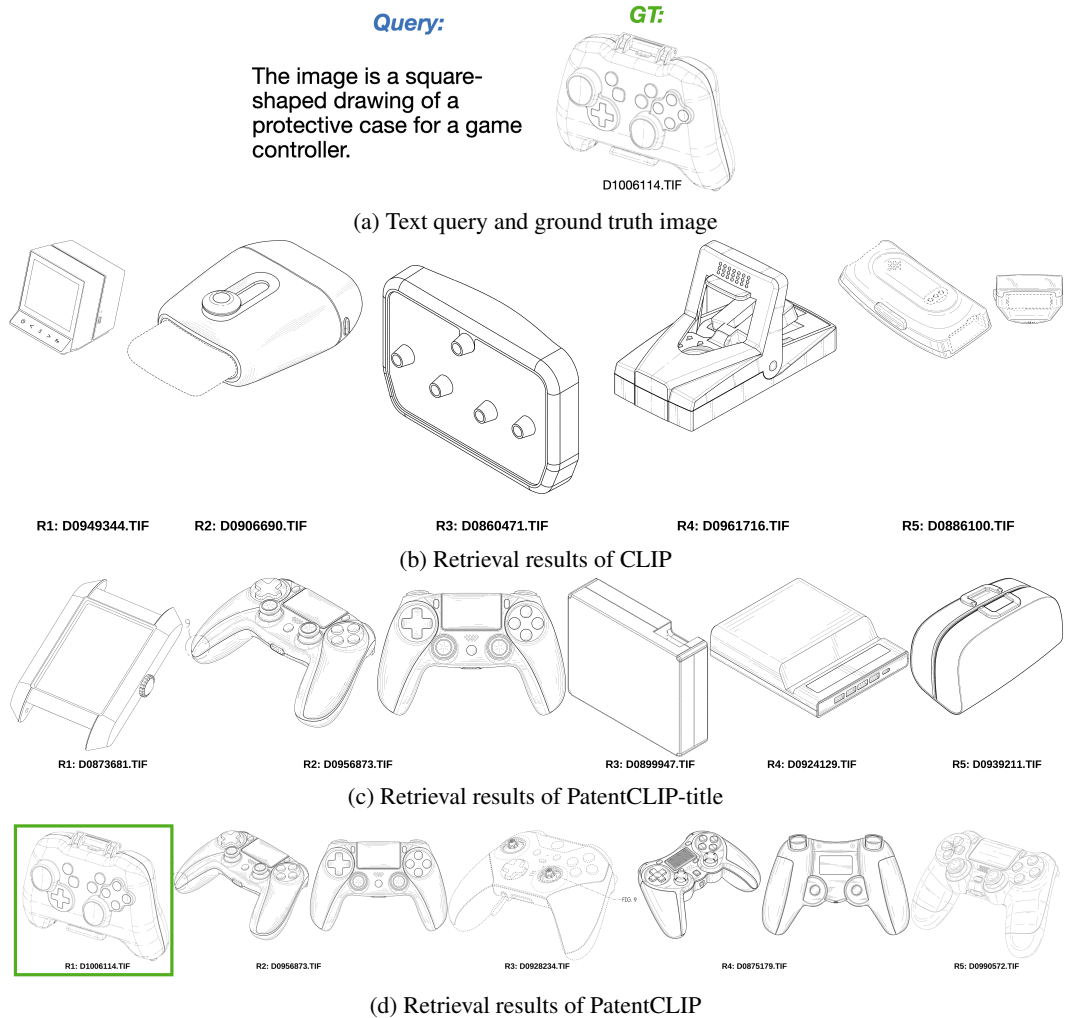 Query:
GT:
The image is a square-
shaped drawing of a
protective case for a game
controller.
D1006114.TIF
(a) Text query and ground truth image
R1: D0949344.TIF
R2: D0906690.TIF
R3: D0860471.TIF
R4: D0961716.TIF
R5: D0886100.TIF
(b) Retrieval results of CLIP
R1: D0873681.TIF
R2: D0956873.TIF
R3: D0899947.TIF
R4: D0924129.TIF
R5: D0939211.TIF
(c) Retrieval results of PatentCLIP-title
FIG. 9
R1: D1006114.TIF
R2: D0956873.TIF
R3: D0928234.TIF
R4: D0875179.TIF
R5: D0990572.TIF
(d) Retrieval results of PatentCLIP